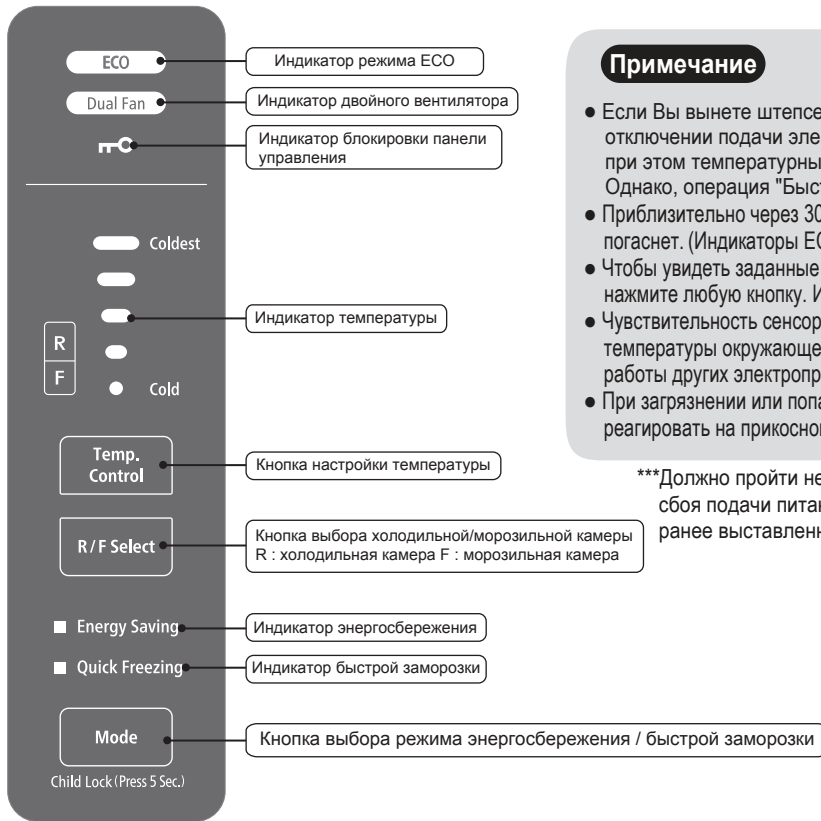 ECO
Индикатор режима ECO
Dual Fan
Индикатор двойного вентилятора
Индикатор блокировки панели
управления
Coldest
Индикатор температуры
R
F
Cold
Temp.
Control
Кнопка настройки температуры
R / F Select
Кнопка выбора холодильной/морозильной камеры
R : холодильная камера F : морозильная камера
Energy Saving
Индикатор энергосбережения
Quick Freezing
Индикатор быстрой заморозки
Mode
Кнопка выбора режима энергосбережения / быстрой заморозки
Child Lock (Press 5 Sec.)
Примечание
● Если Вы вынете штепсе
отключении подачи эле
при этом температурны
Однако, операция "Быст
● Приблизительно через 30
погаснет. (Индикаторы EC
● Чтобы увидеть заданные
нажмите любую кнопку. И
● Чувствительность сенсор
температуры окружающе
работы других электропр
● При загрязнении или попа
реагировать на прикоснов
***Должно пройти не
сбоя подачи питан
ранее выставленн